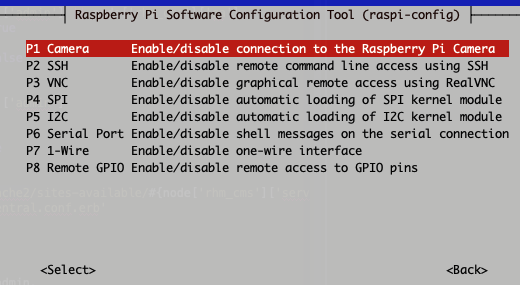 Raspberry Pi Software Configuration Tool (raspi-config)
P1 Camera Enable/disable connection to the Raspberry Pi Camera
P2 SSH Enable/disable remote command line access using SSH
P3 VNC Enable/disable graphical remote access using RealVNC
P4 SPI Enable/disable automatic loading of SPI kernel module
P5 I2C Enable/disable automatic loading of I2C kernel module
P6 Serial Port Enable/disable shell messages on the serial connection
P7 1-Wire Enable/disable one-wire interface
P8 Remote GPIO Enable/disable remote access to GPIO pins
<Select> <Back>